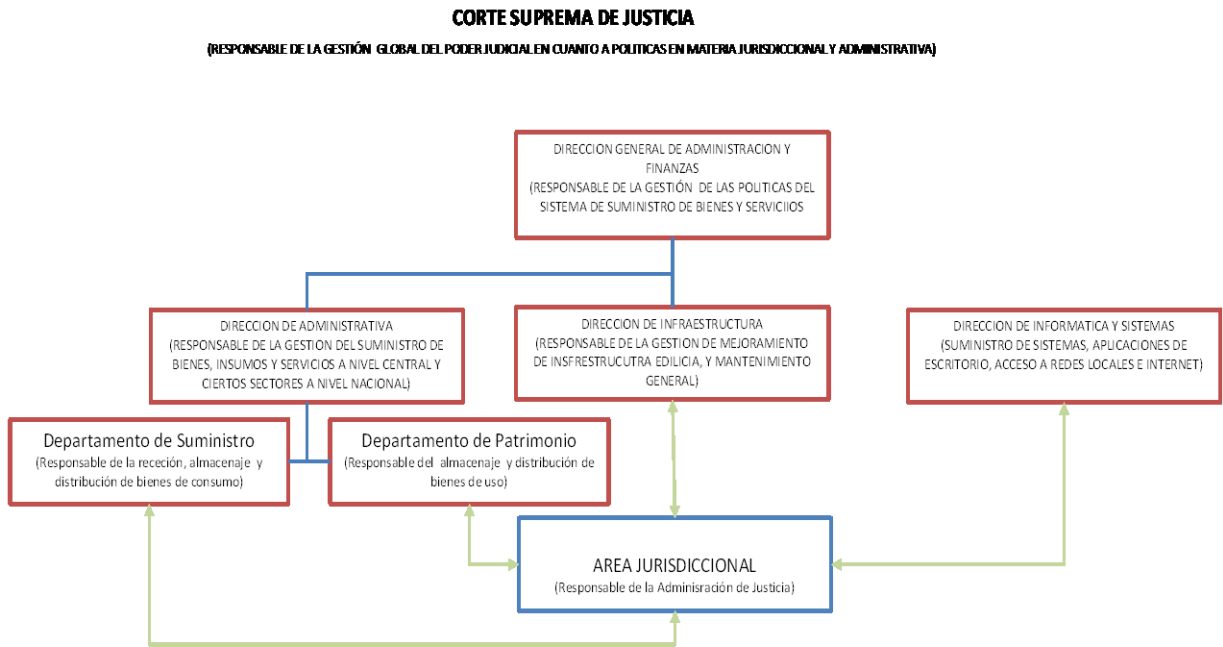 CORTE SUPREMA DE JUSTICIA
(RESPONSABLE DE LA GESTIÓN GLOBAL DEL PODER JUDICIAL EN CUANTO A POLITICAS EN MATERIA JURISDICCIONAL Y ADMINISTRATIVA)
DIRECCION GENERAL DE ADMINISTRACION Y
FINANZAS
(RESPONSABLE DE LA GESTIÓN DE LAS POLITICAS DEL
SISTEMA DE SUMINISTRO DE BIENES Y SERVICIIOS
DIRECCION DE ADMINISTRATIVA
(RESPONSABLE DE LA GESTION DEL SUMINISTRO DE
BIENES, INSUMOS Y SERVICIOS A NIVEL CENTRAL Y
CIERTOS SECTORES A NIVEL NACIONAL)
DIRECCION DE INFRAESTRUCTURA
(RESPONSABLE DE LA GESTION DE MEJORAMIENTO
DE INSFRESTRUCUTRA EDILICIA, Y MANTENIMIENTO
GENERAL)
DIRECCION DE INFORMATICA Y SISTEMAS
(SUMINISTRO DE SISTEMAS, APLICACIONES DE
ESCRITORIO, ACCESO A REDES LOCALES E INTERNET)
Departamento de Suministro
(Responsable de la receción, almacenaje y
distribución de bienes de consumo)
Departamento de Patrimonio
(Responsable del almacenaje y distribución de
bienes de uso)
AREA JURISDICCIONAL
(Responsable de la Adminisración de Justicia)